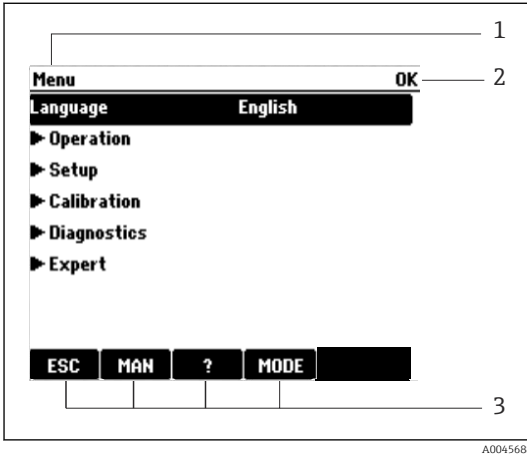 1
Menu OK 2
Language English
Operation
Setup
Calibration
Diagnostics
Expert
ESC MAN ? MODE
3
A004568